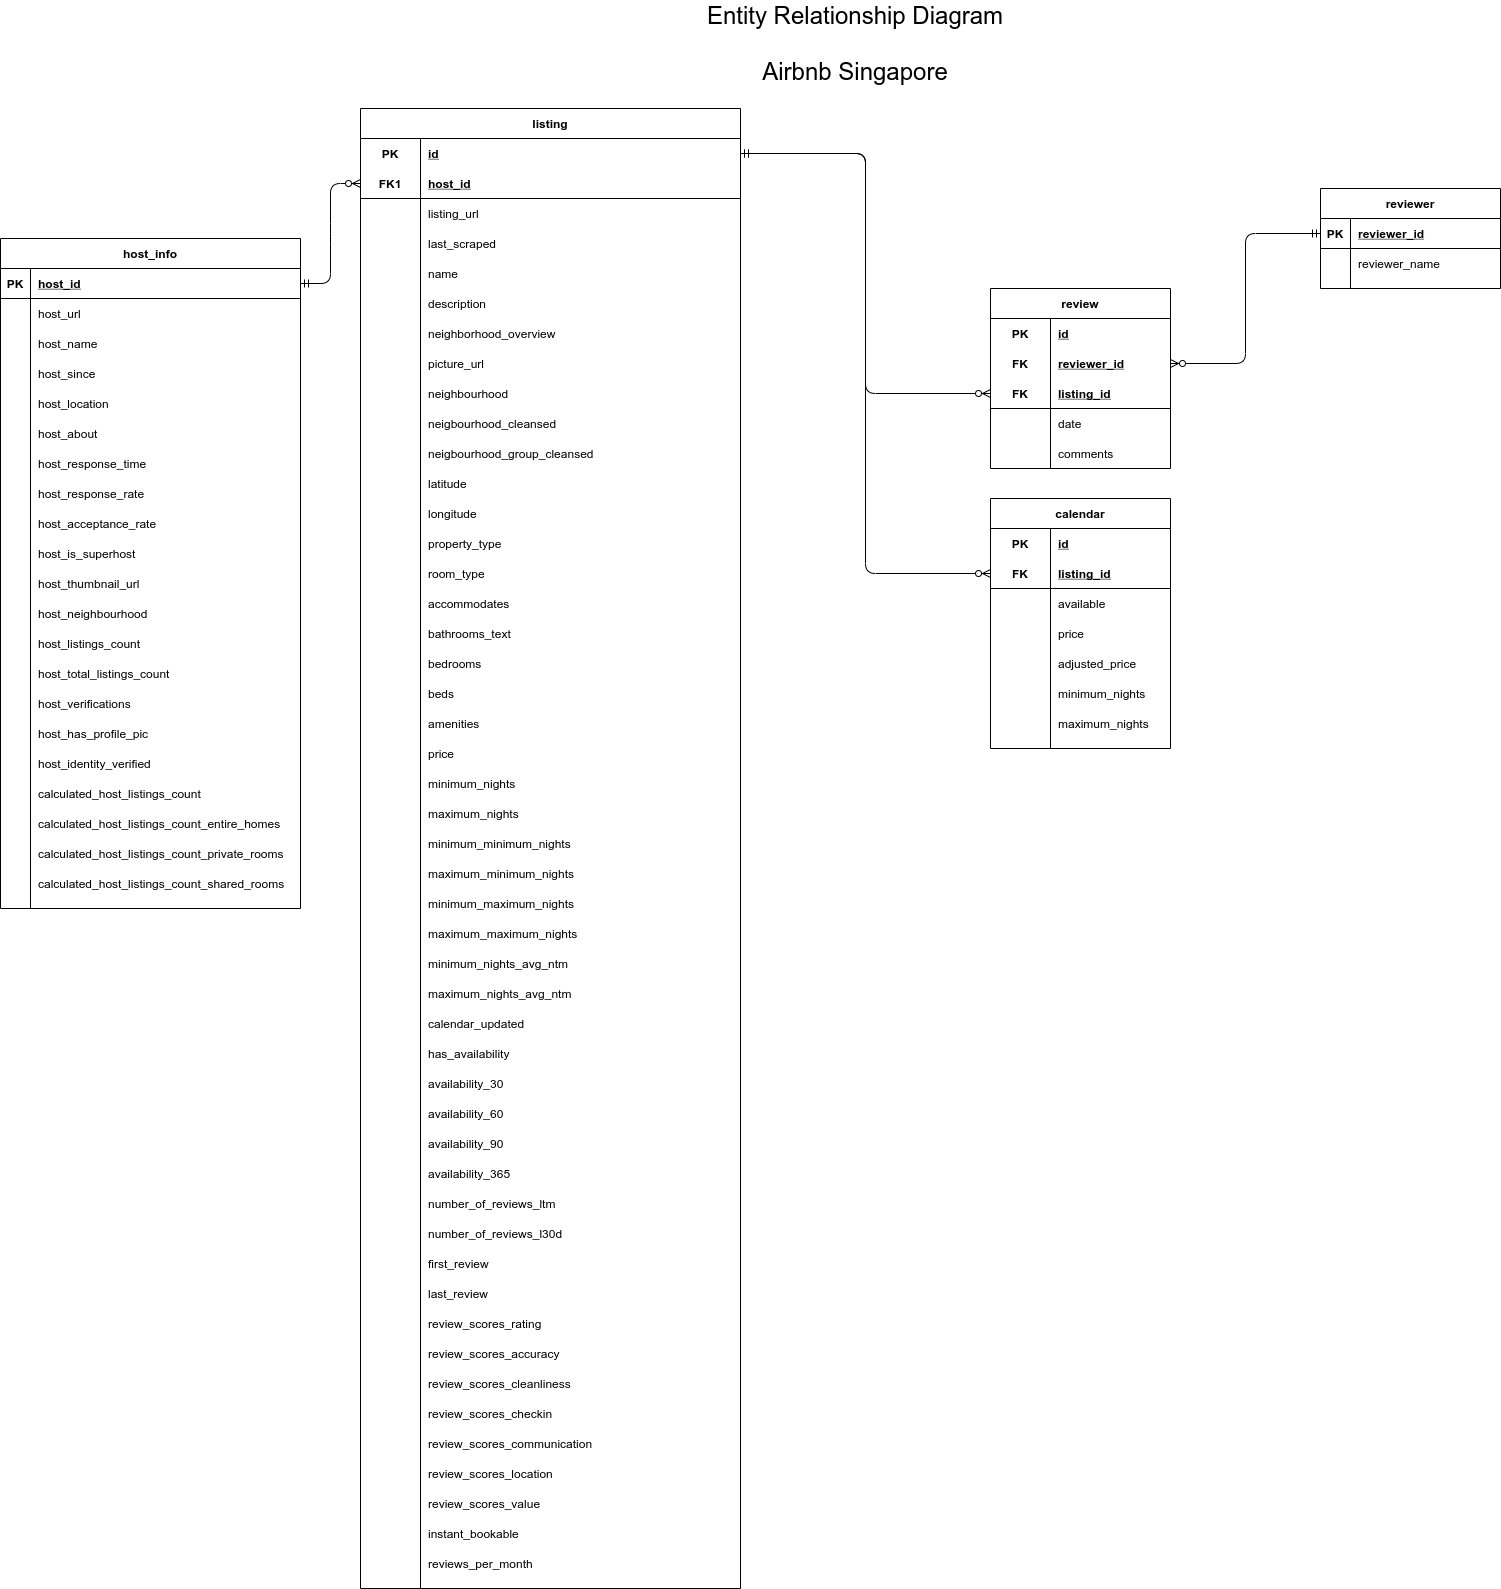 Entity Relationship Diagram
Airbnb Singapore
host_info
PK host_id
host_url
host_name
host_since
host_location
host_about
host_response_time
host_response_rate
host_acceptance_rate
host_is_superhost
host_thumbnail_url
host_neighbourhood
host_listings_count
host_total_listings_count
host_verifications
host_has_profile_pic
host_identity_verified
calculated_host_listings_count
calculated_host_listings_count_entire_homes
calculated_host_listings_count_private_rooms
calculated_host_listings_count_shared_rooms
listing
PK id
FK1 host_id
listing_url
last_scraped
name
description
neighborhood_overview
picture_url
neighbourhood
neigbourhood_cleansed
neigbourhood_group_cleansed
latitude
longitude
property_type
room_type
accommodates
bathrooms_text
bedrooms
beds
amenities
price
minimum_nights
maximum_nights
minimum_minimum_nights
maximum_minimum_nights
minimum_maximum_nights
maximum_maximum_nights
minimum_nights_avg_ntm
maximum_nights_avg_ntm
calendar_updated
has_availability
availability_30
availability_60
availability_90
availability_365
number_of_reviews_ltm
number_of_reviews_l30d
first_review
last_review
review_scores_rating
review_scores_accuracy
review_scores_cleanliness
review_scores_checkin
review_scores_communication
review_scores_location
review_scores_value
instant_bookable
reviews_per_month
review
PK id
FK reviewer_id
FK listing_id
date
comments
calendar
PK id
FK listing_id
available
price
adjusted_price
minimum_nights
maximum_nights
reviewer
PK reviewer_id
reviewer_name